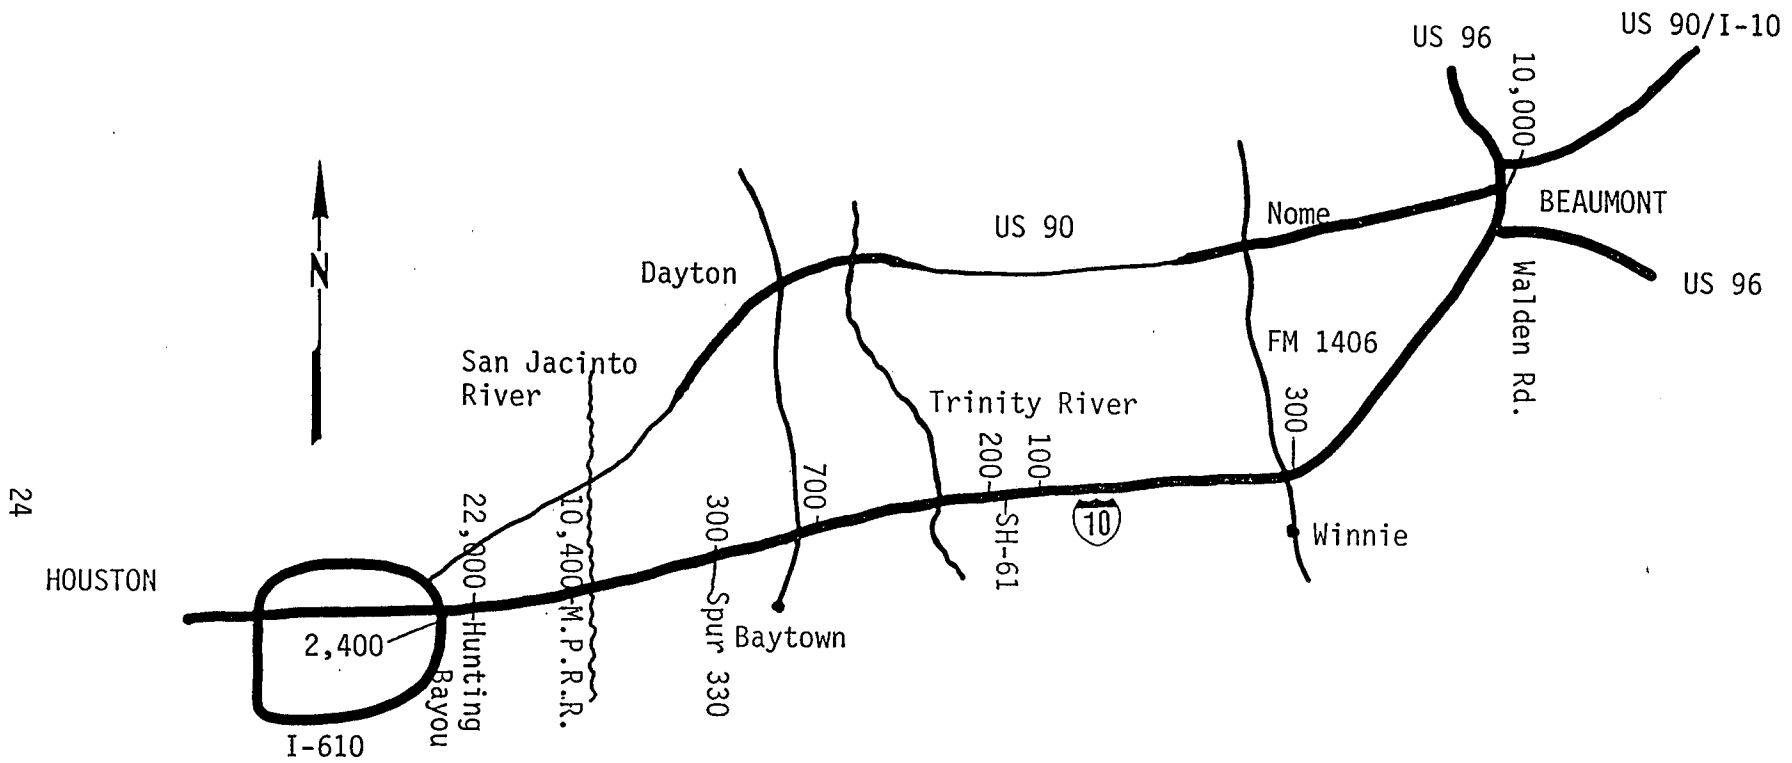 US 96
US 90/I-10
10,000
BEAUMONT
US 96
Walden Rd.
Nome
US 90
Dayton
N
FM 1406
300
San Jacinto
River
Trinity River
200
100
SH-61
10
Winnie
700
300
Spur 330
Baytown
10,400
M.P.R.R.
22,000
Hunting
Bayou
HOUSTON
2,400
I-610
24